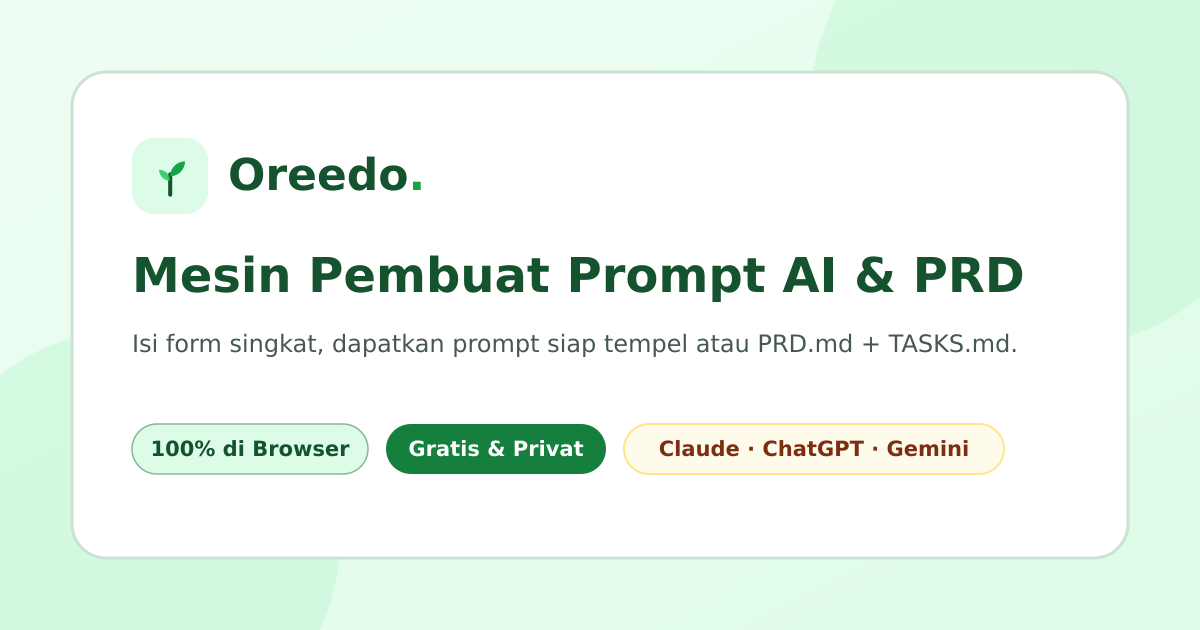 Oreedo.
Mesin Pembuat Prompt AI & PRD
Isi form singkat, dapatkan prompt siap tempel atau PRD.md + TASKS.md.
100% di Browser
Gratis & Privat
Claude · ChatGPT · Gemini